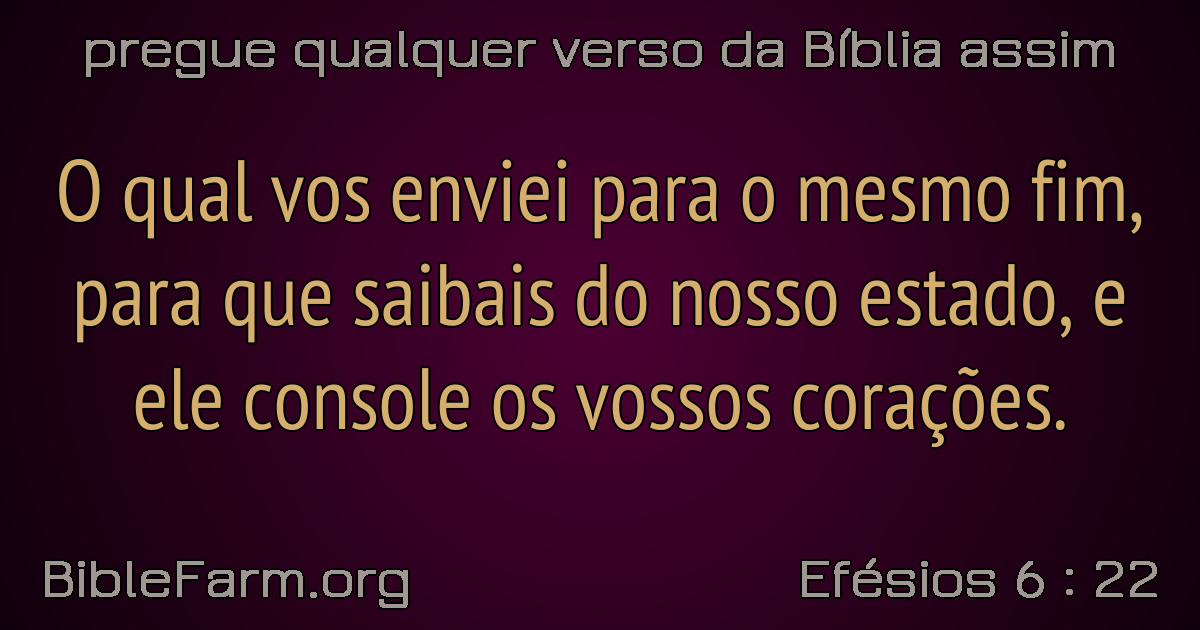 pregue qualquer verso da Bíblia assim
O qual vos enviei para o mesmo fim,
para que saibais do nosso estado, e
ele console os vossos corações.
BibleFarm.org
Efésios 6 : 22